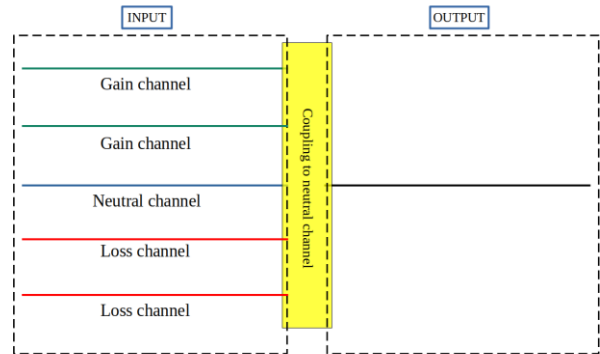 INPUT
OUTPUT
Gain channel
Gain channel
Neutral channel
Loss channel
Loss channel
Coupling to neutral channel